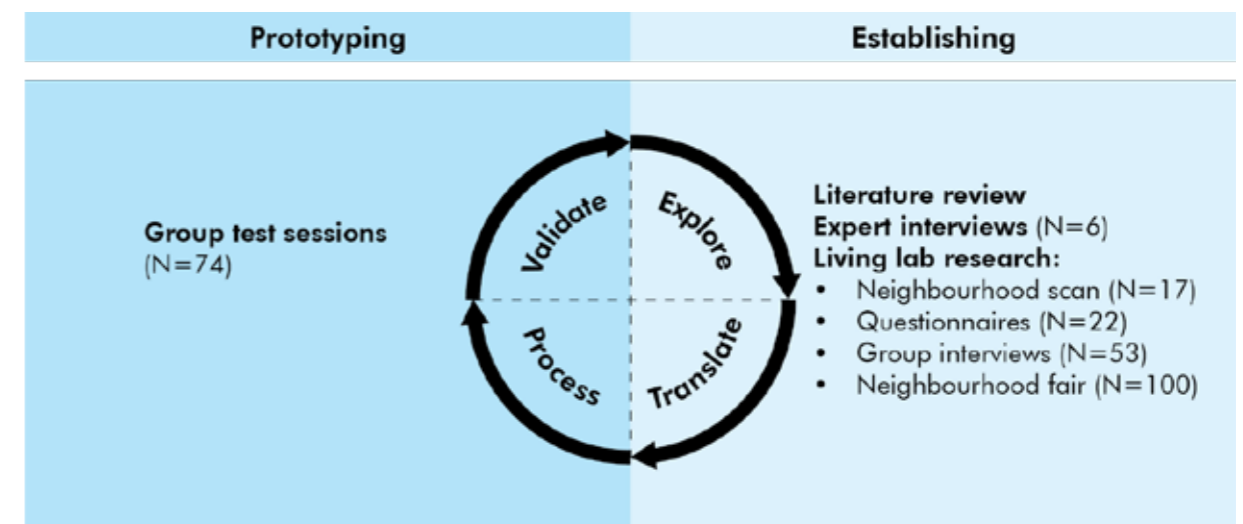 Prototyping
Establishing
Group test sessions
(N=74)
Validate
Explore
Process
Translate
Literature review
Expert interviews (N=6)
Living lab research:
• Neighbourhood scan (N=17)
• Questionnaires (N=22)
• Group interviews (N=53)
• Neighbourhood fair (N=100)